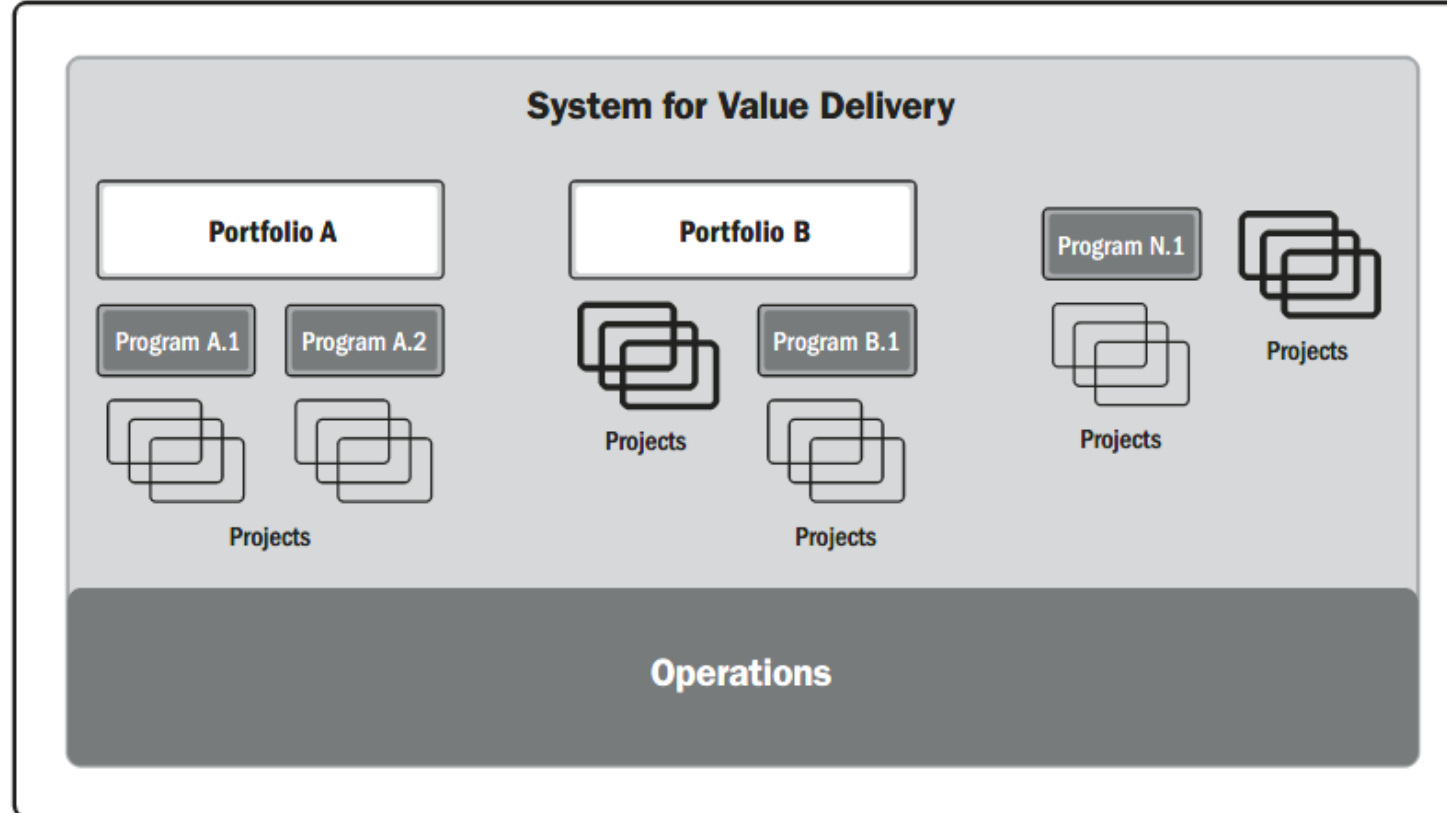 System for Value Delivery
Portfolio A
Portfolio B
Program N.1
Program A.1
Program A.2
Program B.1
Projects
Projects
Projects
Projects
Projects
Operations